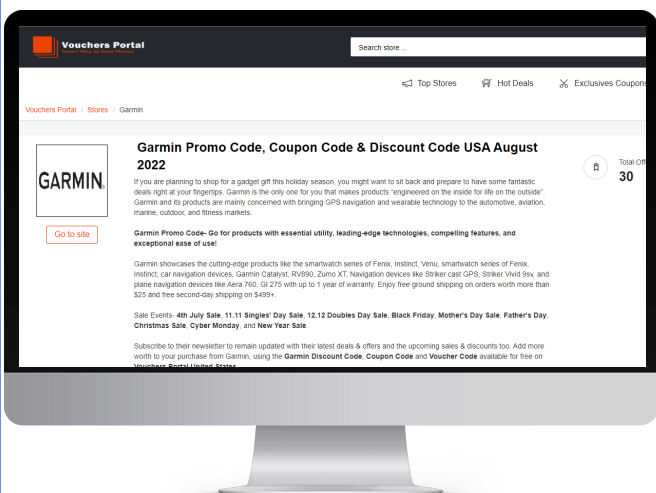 Vouchers Portal
Smart Way to Save Money
Search store ...
Top Stores
Hot Deals
Exclusives Coupons
Vouchers Portal / Stores / Garmin
GARMIN
Go to site
Garmin Promo Code, Coupon Code & Discount Code USA August
2022
Total Off
30
If you are planning to shop for a gadget gift this holiday season, you might want to sit back and prepare to have some fantastic
deals right at your fingertips. Garmin is the only one for you that makes products "engineered on the inside for life on the outside".
Garmin and its products are mainly concerned with bringing GPS navigation and wearable technology to the automotive, aviation,
marine, outdoor, and fitness markets.
Garmin Promo Code- Go for products with essential utility, leading-edge technologies, compelling features, and
exceptional ease of use!
Garmin showcases the cutting-edge products like the smartwatch series of Fenix, Instinct, Venu, smartwatch series of Fenix,
Instinct, car navigation devices, Garmin Catalyst, RV890, Zumo XT, Navigation devices like Striker cast GPS, Striker Vivid 9sv, and
plane navigation devices like Aera 760, GI 275 with up to 1 year of warranty. Enjoy free ground shipping on orders worth more than
$25 and free second-day shipping on $499+.
Sale Events- 4th July Sale, 11.11 Singles' Day Sale, 12.12 Doubles Day Sale, Black Friday, Mother's Day Sale, Father's Day,
Christmas Sale, Cyber Monday, and New Year Sale.
Subscribe to their newsletter to remain updated with their latest deals & offers and the upcoming sales & discounts too. Add more
worth to your purchase from Garmin, using the Garmin Discount Code, Coupon Code and Voucher Code available for free on
Vouchers Portal United States